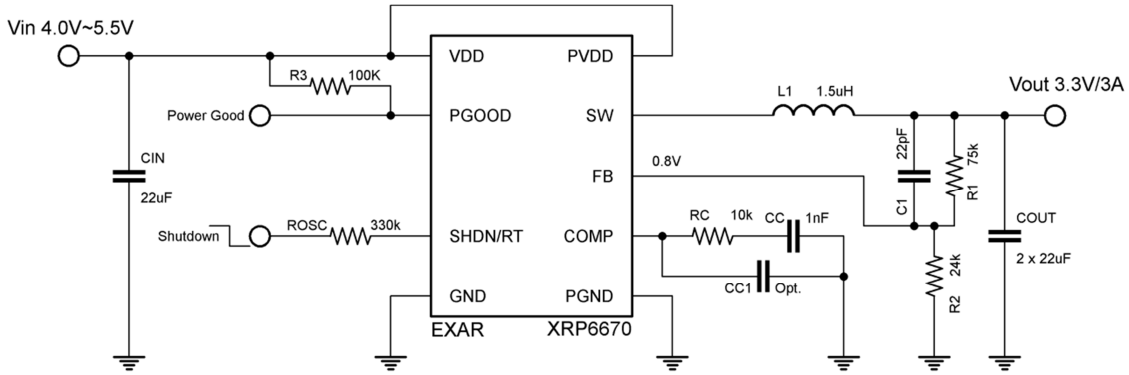 Vin 4.0V~5.5V
VDD
PVDD
R3 100K
L1 1.5uH
Vout 3.3V/3A
Power Good
PGOOD
SW
22pF
75k
CIN
0.8V
FB
22uF
C1
R1
ROSC 330k
RC 10k CC 1nF
COUT
Shutdown
SHDN/RT
COMP
2 x 22uF
24k
CC1 Opt.
R2
GND
PGND
EXAR XRP6670